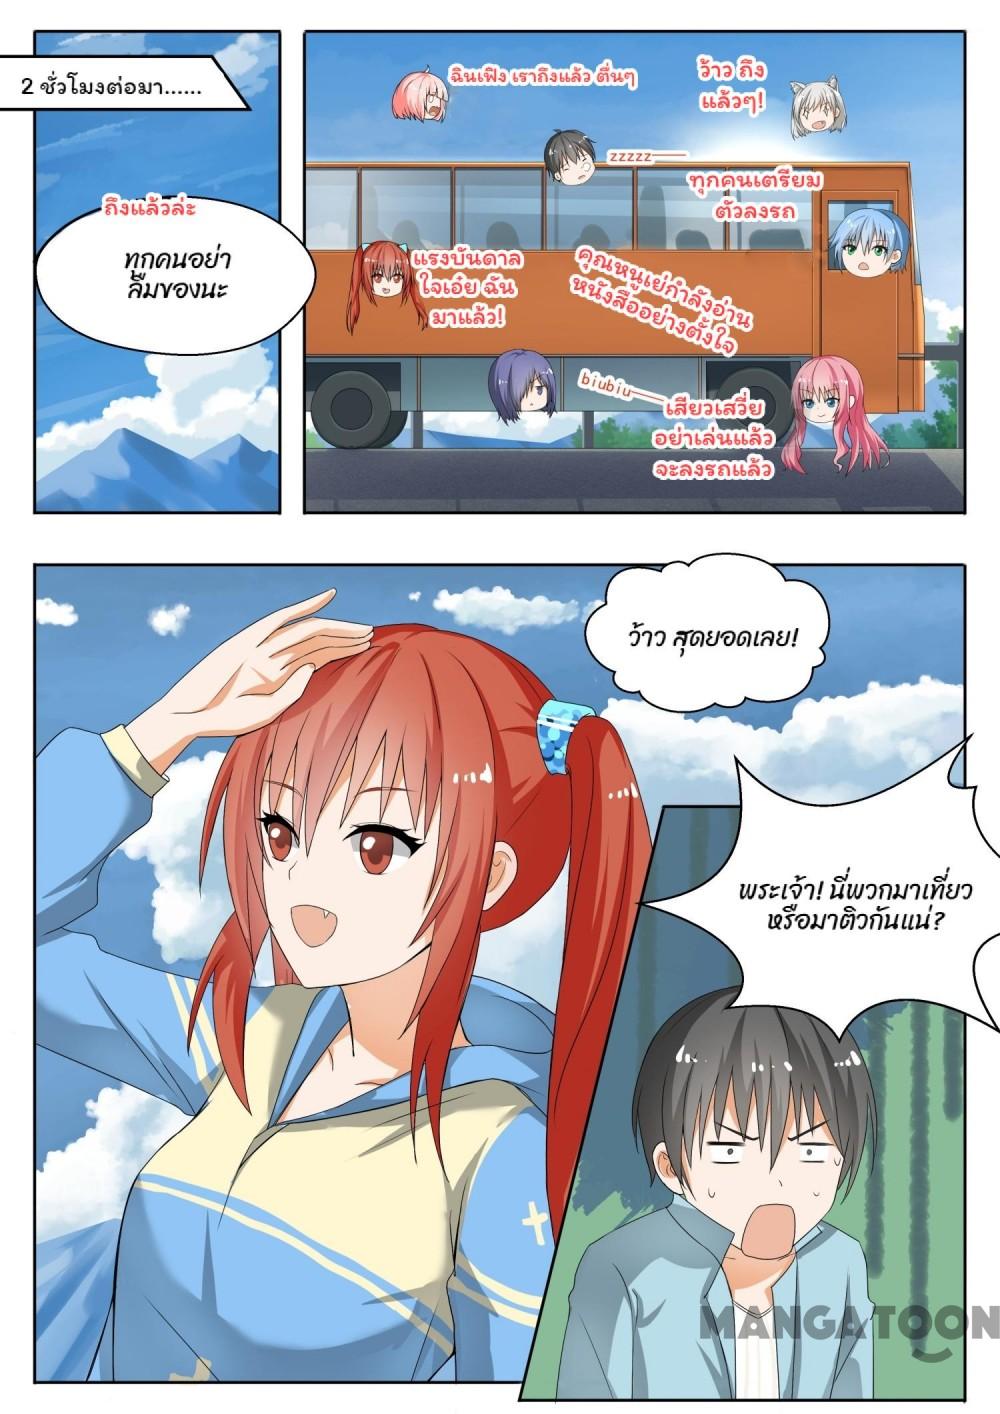 2 ชั่วโมงต่อมา......
ถึงแล้วล่ะ
ทุกคนอย่า
ลืมของนะ
ฉินเฟิง เราถึงแล้ว ตื่นๆ
ว้าว ถึง
แล้วๆ!
zzzzz
ทุกคนเตรียม
ตัวลงรถ
แรงบันดาล
ใจเอ๋ย ฉัน
มาแล้ว!
คุณหนูเย่กำลังอ่าน
หนังสืออย่างตั้งใจ
biubiu
เสียวเสวี่ย
อย่าเล่นแล้ว
จะลงรถแล้ว
ว้าว สุดยอดเลย!
พระเจ้า! นี่พวกมาเที่ยว
หรือมาติวกันแน่?
MANGATOON